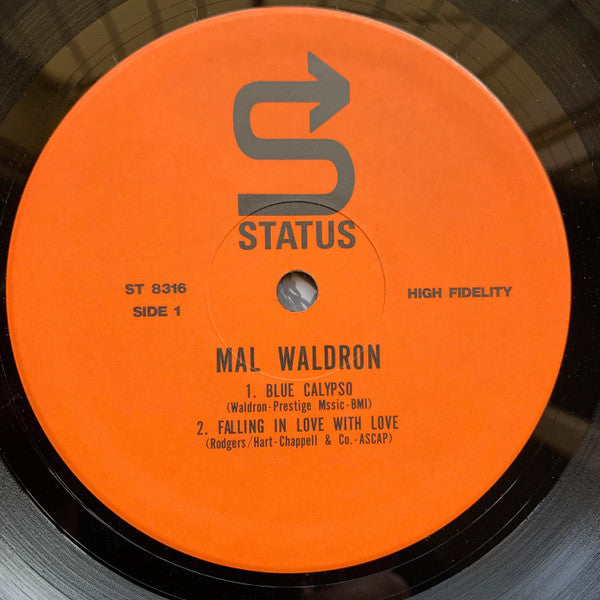 STATUS
ST 8316
SIDE 1
HIGH FIDELITY
MAL WALDRON
1. BLUE CALYPSO
(Waldron-Prestige Mssic-BMI)
2. FALLING IN LOVE WITH LOVE
(Rodgers/Hart-Chappell & Co.-ASCAP)